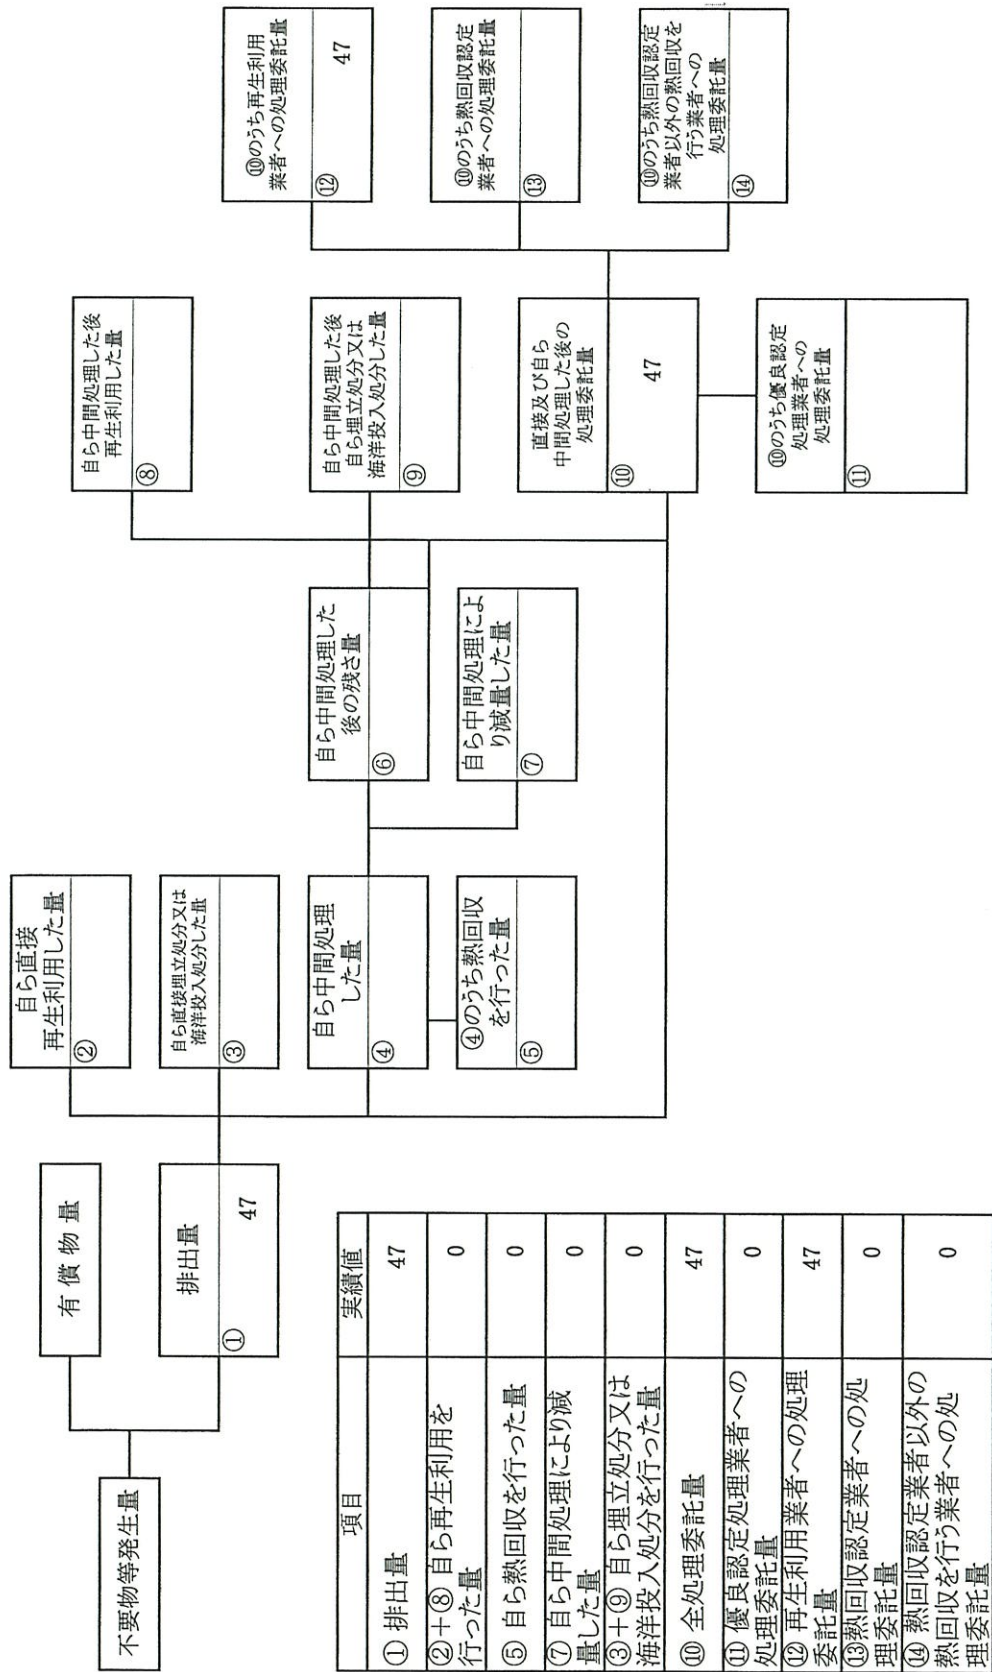 不要物等発生量
有償物量
排出量
①
47
自ら直接
再生利用した量
②
自ら直接埋立処分又は
海洋投入処分した量
③
自ら中間処理
した量
④
④のうち熱回収
を行った量
⑤
自ら中間処理した
後の残さ量
⑥
自ら中間処理によ
り減量した量
⑦
自ら中間処理した後
再生利用した量
⑧
自ら中間処理した後
自ら埋立処分又は
海洋投入処分した量
⑨
直接及び自ら
中間処理した後の
処理委託量
⑩
47
⑩のうち優良認定
処理業者への
処理委託量
⑪
⑩のうち再生利用
業者への処理委託量
⑫
47
⑩のうち熱回収認定
業者への処理委託量
⑬
⑩のうち熱回収認定
業者以外の熱回収を
行う業者への
処理委託量
⑭
項目 実績値
① 排出量 47
②+⑧ 自ら再生利用を
行った量 0
⑤ 自ら熱回収を行った量 0
⑦ 自ら中間処理により減
量した量 0
③+⑨ 自ら埋立処分又は
海洋投入処分を行った量 0
⑩ 全処理委託量 47
⑪ 優良認定処理業者への
処理委託量 0
⑫ 再生利用業者への処理
委託量 47
⑬熱回収認定業者への処
理委託量 0
⑭ 熱回収認定業者以外の
熱回収を行う業者への処
理委託量 0